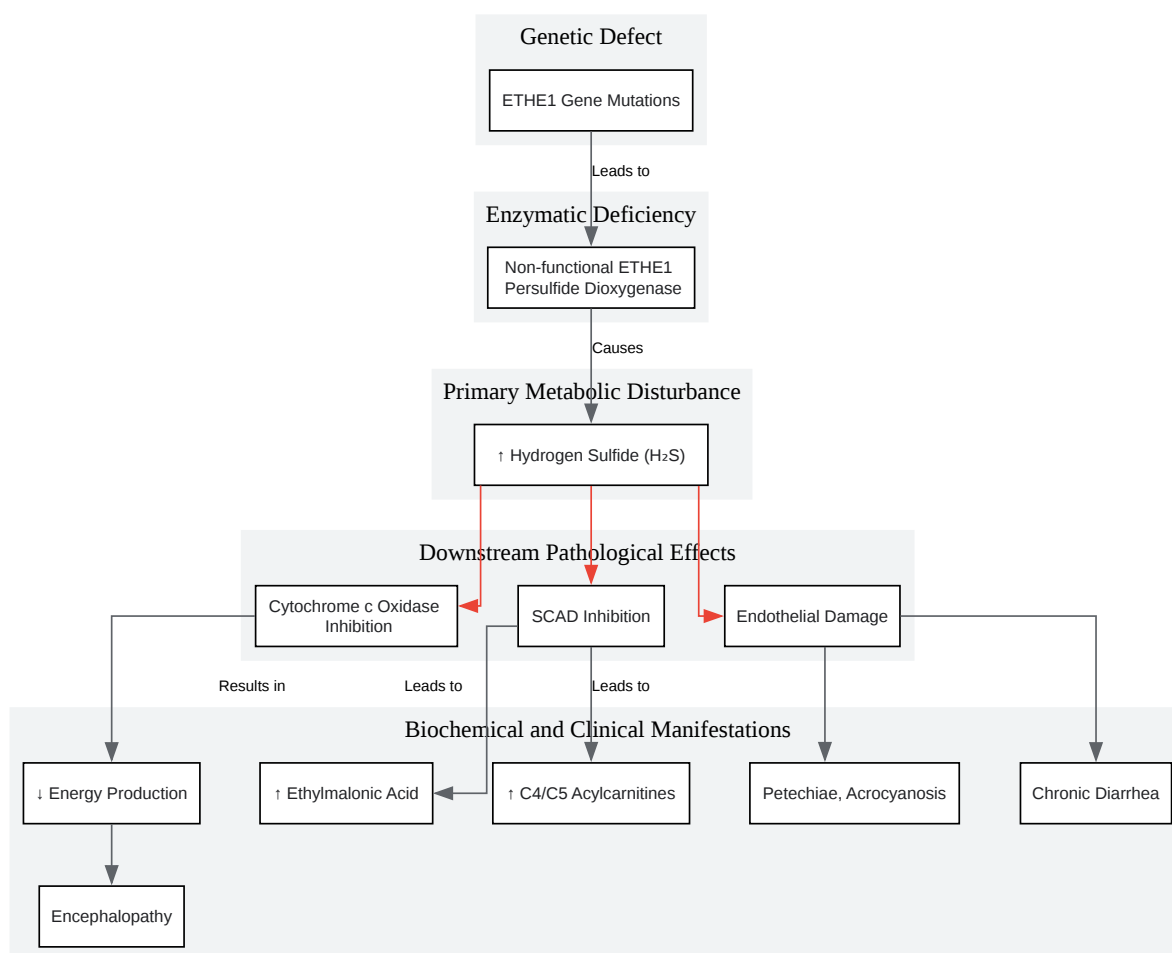 Genetic Defect
ETHE1 Gene Mutations
Leads to
Enzymatic Deficiency
Non-functional ETHE1
Persulfide Dioxygenase
Causes
Primary Metabolic Disturbance
↑ Hydrogen Sulfide (H₂S)
Downstream Pathological Effects
Cytochrome c Oxidase
Inhibition
SCAD Inhibition
Endothelial Damage
Results in
Leads to
Leads to
Biochemical and Clinical Manifestations
↓ Energy Production
↑ Ethylmalonic Acid
↑ C4/C5 Acylcarnitines
Petechiae, Acrocyanosis
Chronic Diarrhea
Encephalopathy